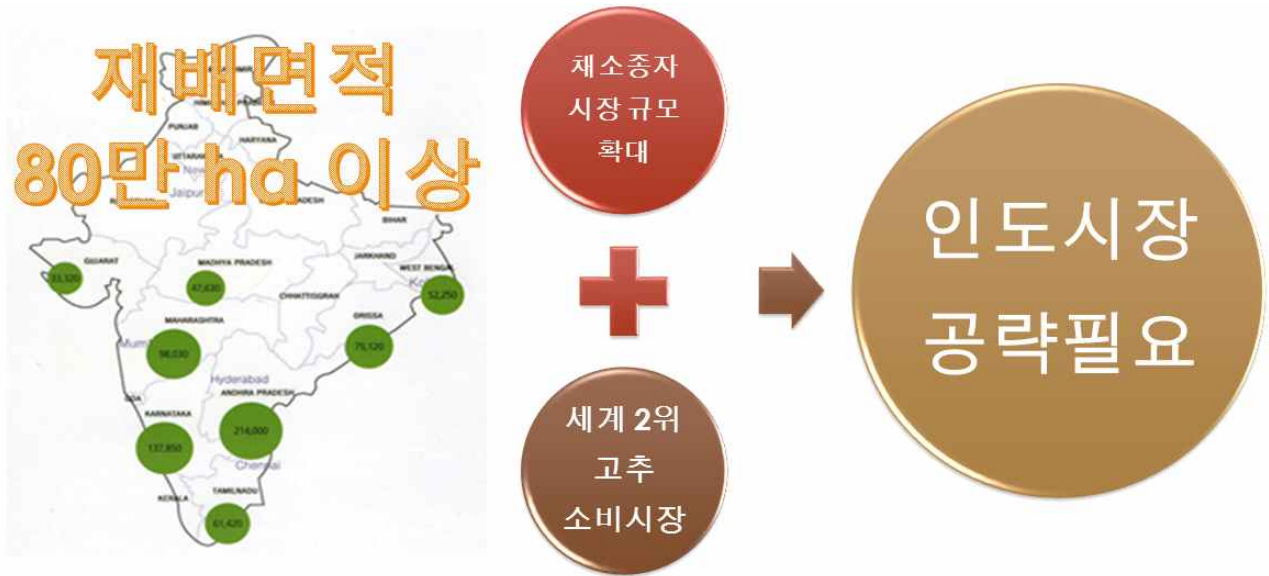 재배면적
80만 ha 이상
PUNJAB
HARYANA
Jaipur
BIHAR
GUJARAT
33,320
MADHYA PRADESH
47,630
JHARKHAND
WEST BENGAL
52,250
CHHATTISGRAH
ORISSA
75,120
MAHARASHTRA
98,030
Hyderabad
ANDHRA PRADESH
214,000
GOA
KARNATAKA
137,850
Chennai
KERALA
TAMILNADU
61,420
채소종자
시장 규모
확대
세계 2위
고추
소비시장
인도시장
공략필요